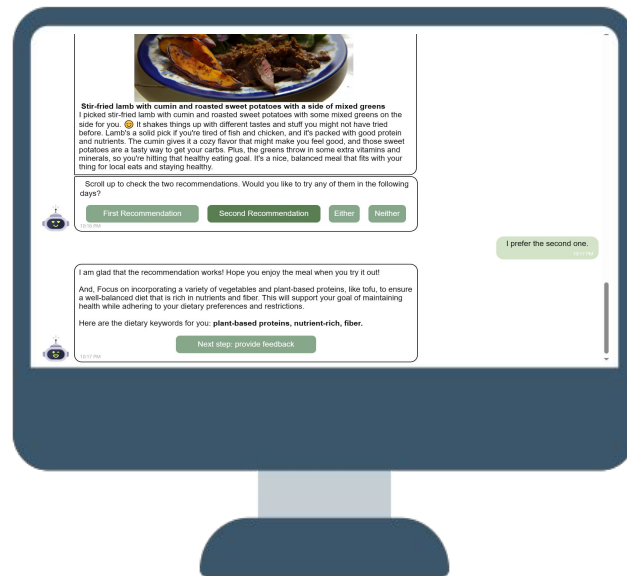 Stir-fried lamb with cumin and roasted sweet potatoes with a side of mixed greens
I picked stir-fried lamb with cumin and roasted sweet potatoes with some mixed greens on the
side for you. 😊 It shakes things up with different tastes and stuff you might not have tried
before. Lamb's a solid pick if you're tired of fish and chicken, and it's packed with good protein
and nutrients. The cumin gives it a cozy flavor that might make you feel good, and those sweet
potatoes are a tasty way to get your carbs. Plus, the greens throw in some extra vitamins and
minerals, so you're hitting that healthy eating goal. It's a nice, balanced meal that fits with your
thing for local eats and staying healthy.
Scroll up to check the two recommendations. Would you like to try any of them in the following
days?
First Recommendation Second Recommendation Either Neither
I prefer the second one.
10:17 PM
I am glad that the recommendation works! Hope you enjoy the meal when you try it out!
And, Focus on incorporating a variety of vegetables and plant-based proteins, like tofu, to ensure
a well-balanced diet that is rich in nutrients and fiber. This will support your goal of maintaining
health while adhering to your dietary preferences and restrictions.
Here are the dietary keywords for you: plant-based proteins, nutrient-rich, fiber.
Next step: provide feedback
10:17 PM